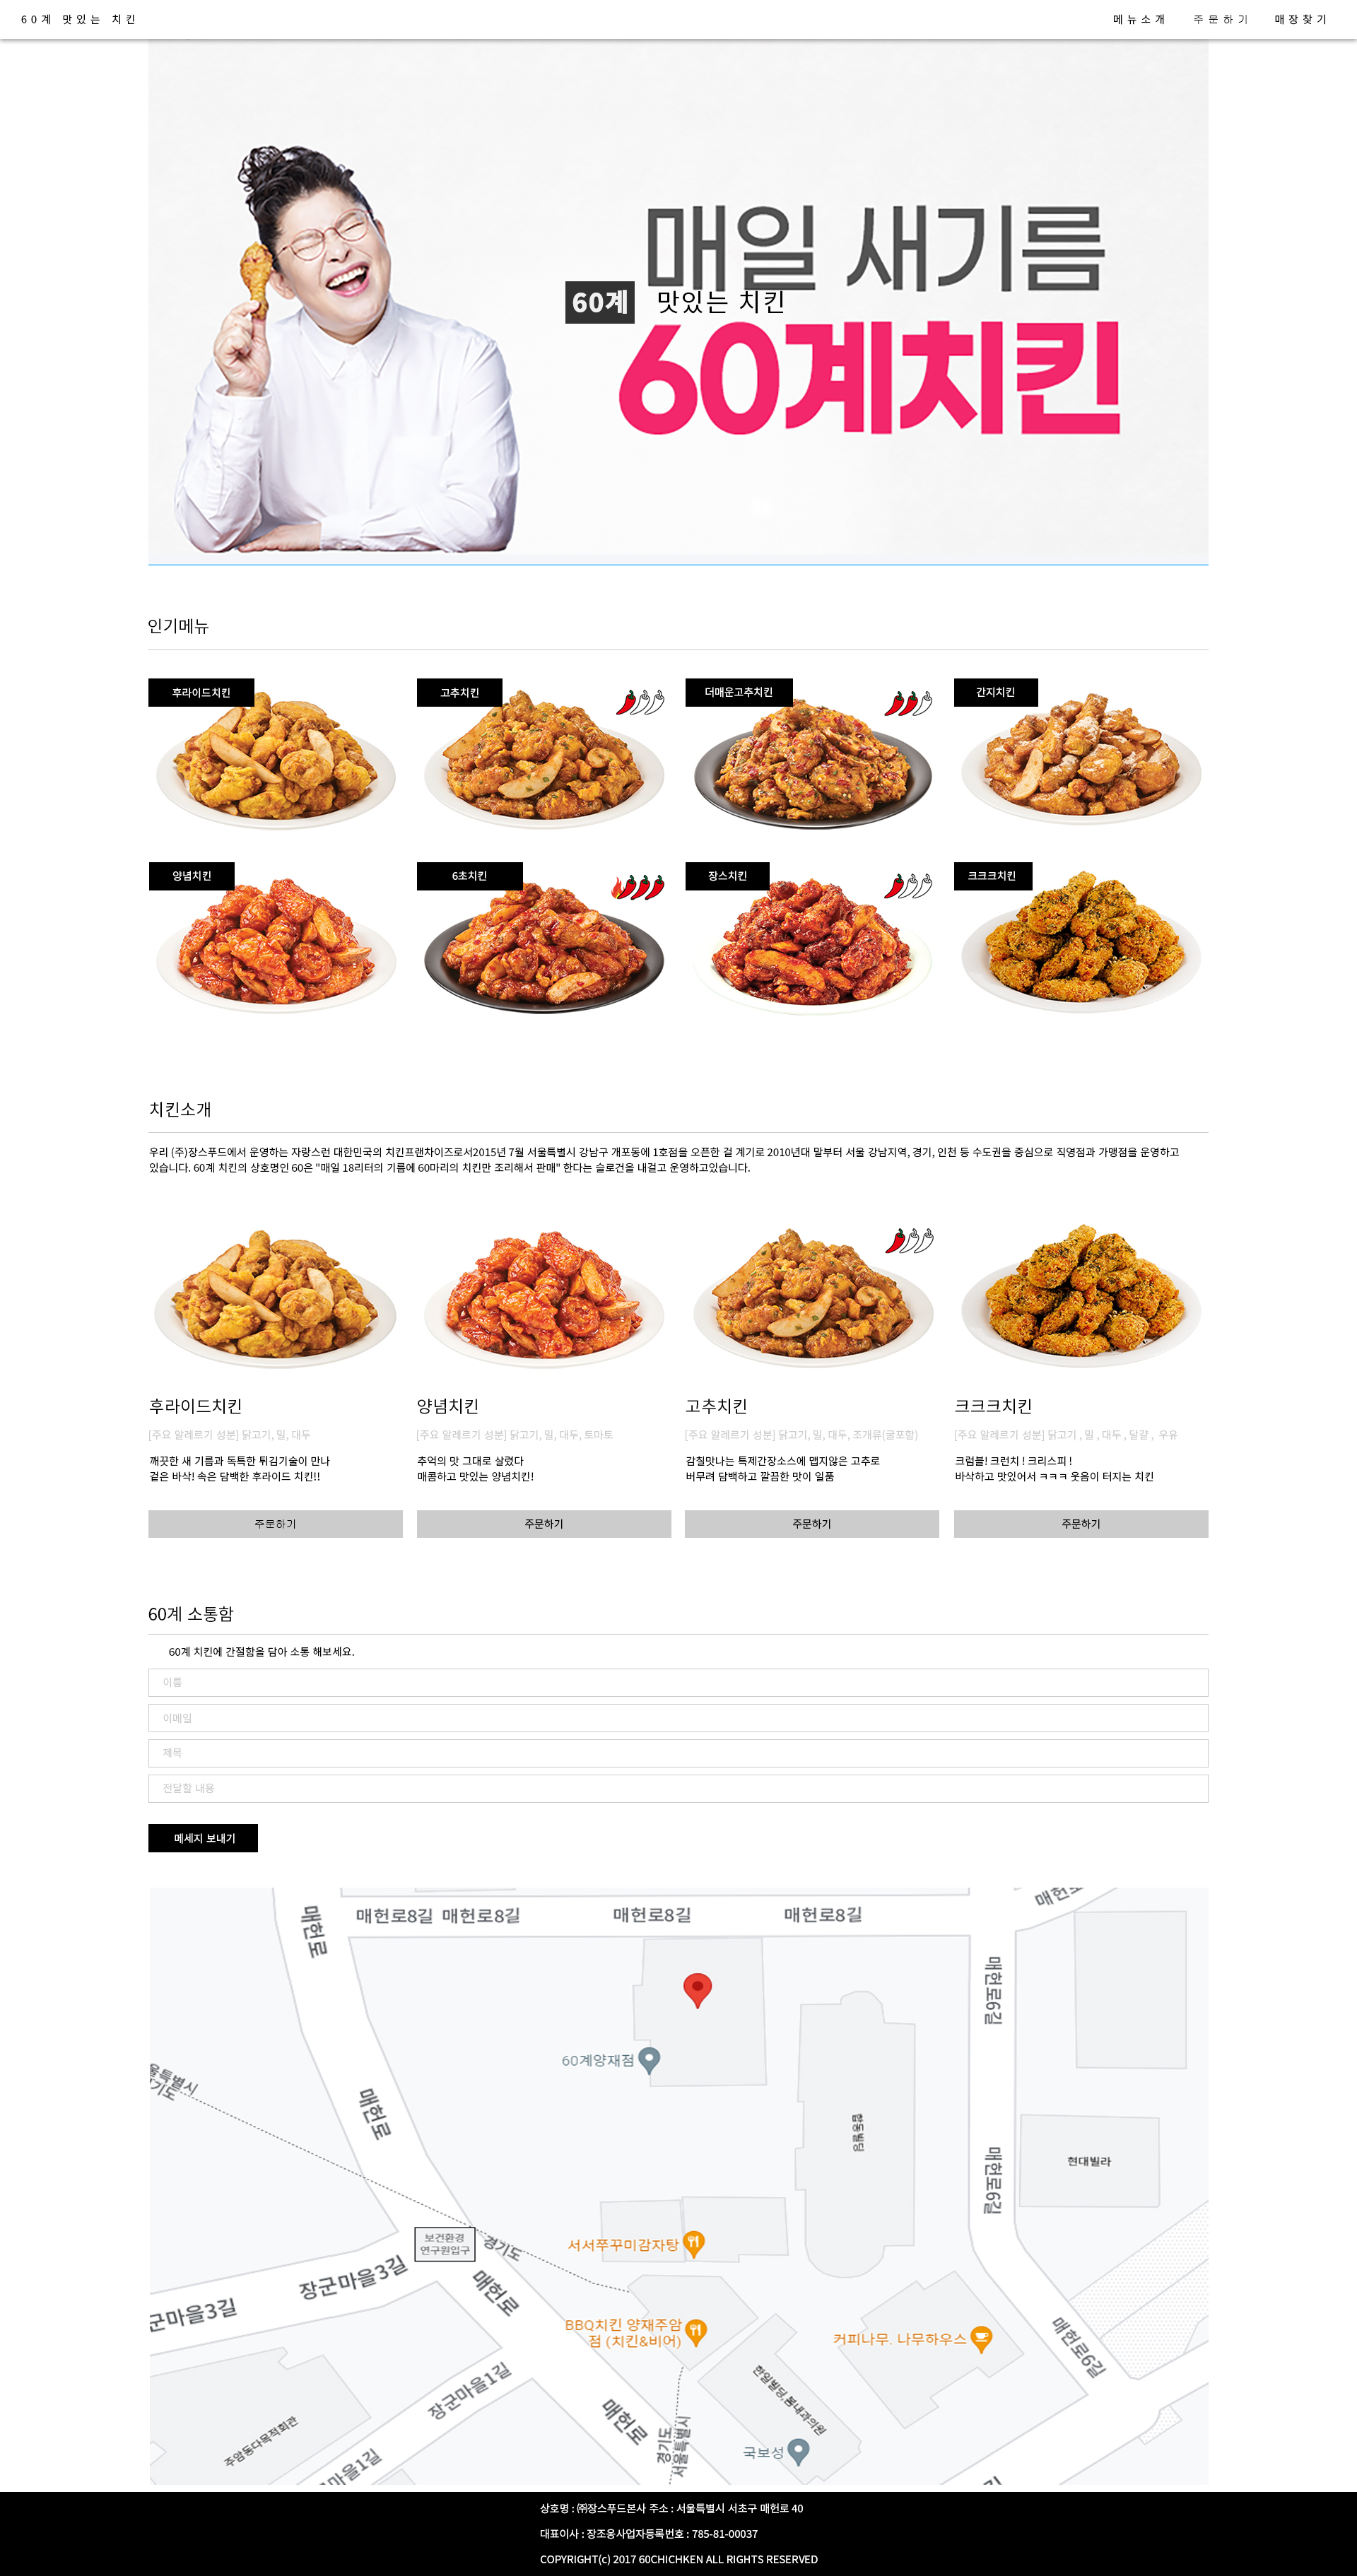 60계 맛있는 치킨
메뉴소개 주문하기 매장찾기
매일 새기름
60계 맛있는 치킨
60계치킨
인기메뉴
후라이드치킨 고추치킨 더매운고추치킨 간지치킨
양념치킨 6초치킨 장스치킨 크크크치킨
치킨소개
우리 (주)장스푸드에서 운영하는 자랑스런 대한민국의 치킨프랜차이즈로서2015년 7월 서울특별시 강남구 개포동에 1호점을 오픈한 걸 계기로 2010년대 말부터 서울 강남지역, 경기, 인천 등 수도권을 중심으로 직영점과 가맹점을 운영하고
있습니다. 60계 치킨의 상호명인 60은 "매일 18리터의 기름에 60마리의 치킨만 조리해서 판매" 한다는 슬로건을 내걸고 운영하고있습니다.
후라이드치킨
[주요 알레르기 성분] 닭고기, 밀, 대두
깨끗한 새 기름과 독특한 튀김기술이 만나
겉은 바삭! 속은 담백한 후라이드 치킨!!
주문하기
양념치킨
[주요 알레르기 성분] 닭고기, 밀, 대두, 토마토
추억의 맛 그대로 살렸다
매콤하고 맛있는 양념치킨!
주문하기
고추치킨
[주요 알레르기 성분] 닭고기, 밀, 대두, 조개류(굴포함)
감칠맛나는 특제간장소스에 맵지않은 고추로
버무려 담백하고 깔끔한 맛이 일품
주문하기
크크크치킨
[주요 알레르기 성분] 닭고기 , 밀 , 대두 , 달걀 , 우유
크럼블! 크런치 ! 크리스피 !
바삭하고 맛있어서 ㅋㅋㅋ 웃음이 터지는 치킨
주문하기
60계 소통함
60계 치킨에 간절함을 담아 소통 해보세요.
이름
이메일
제목
전달할 내용
메세지 보내기
매헌로
매헌로8길 매헌로8길 매헌로8길 매헌로8길
매헌로
매헌로6길
60계양재점
울특별시
경기도
매헌로
합동빌딩
매헌로6길
현대빌라
보건환경
연구원입구
경기도
서서쭈꾸미감자탕
장군마을3길
군마을3길
매헌로
BBQ치킨 양재주암
점 (치킨&비어)
커피나무. 나무하우스
매헌로6길
장군마을1길
한일빌딩,봄내과의원
매헌로
주암동다목적회관
경기도
서울특별시
국보성
마을1길
상호명 : ㈜장스푸드본사 주소 : 서울특별시 서초구 매헌로 40
대표이사 : 장조웅사업자등록번호 : 785-81-00037
COPYRIGHT(c) 2017 60CHICHKEN ALL RIGHTS RESERVED